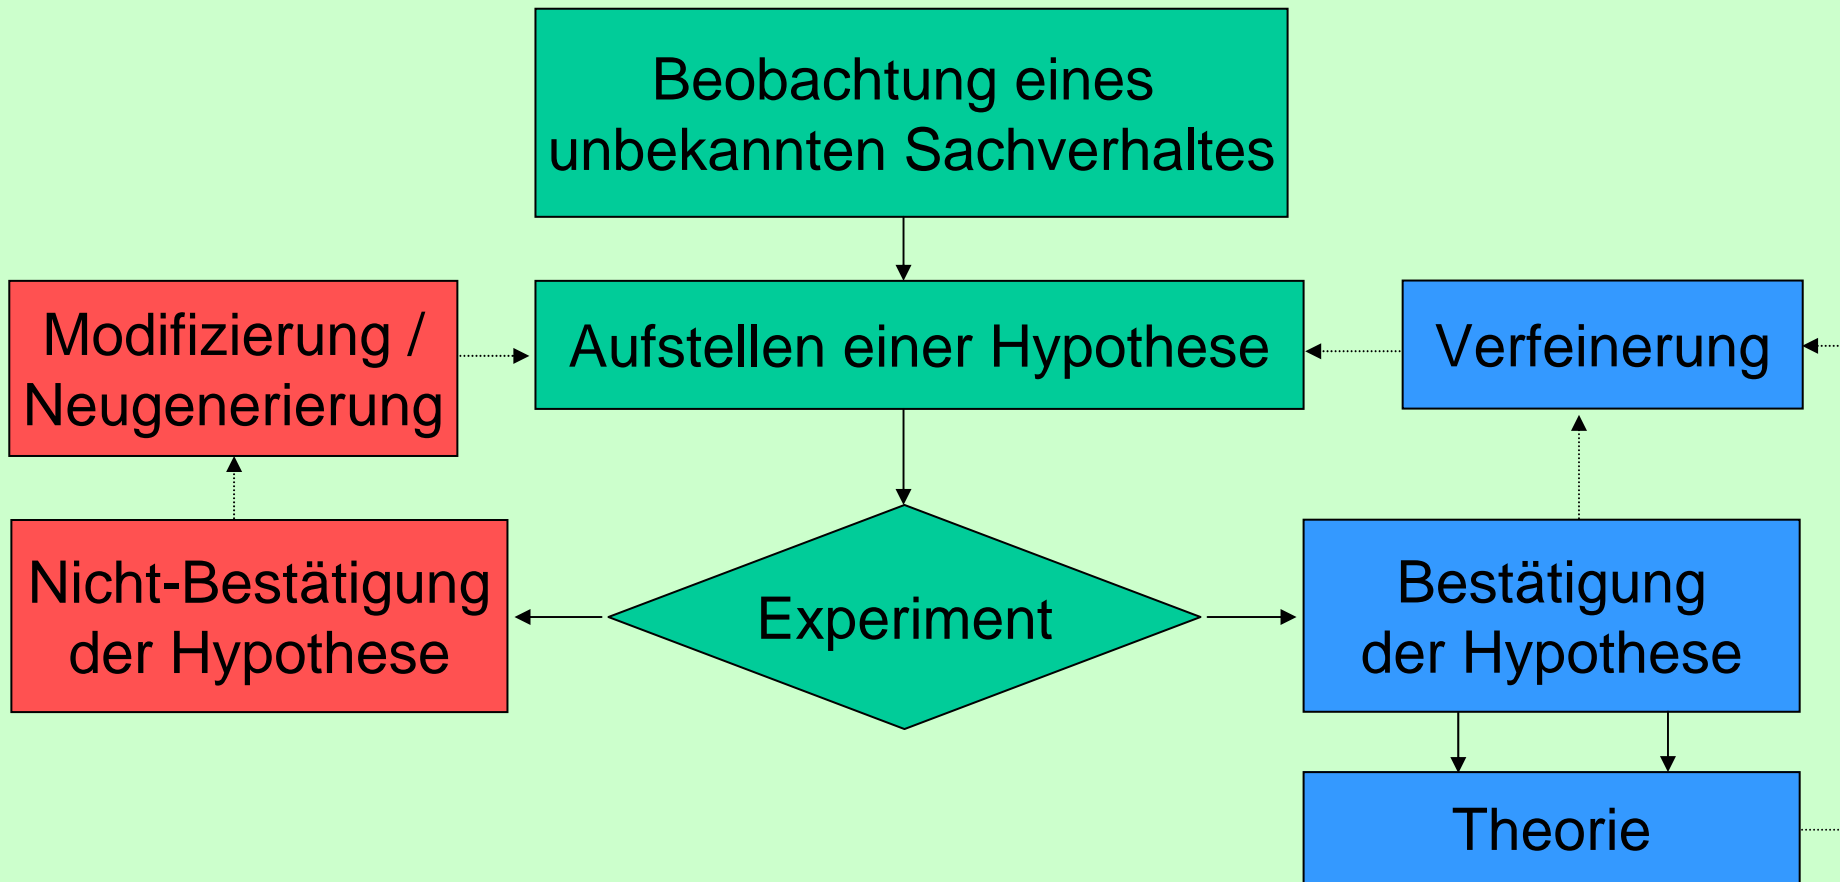 Beobachtung eines
unbekannten Sachverhaltes
Modifizierung /
Neugenerierung
Aufstellen einer Hypothese
Verfeinerung
Nicht-Bestätigung
der Hypothese
Experiment
Bestätigung
der Hypothese
Theorie